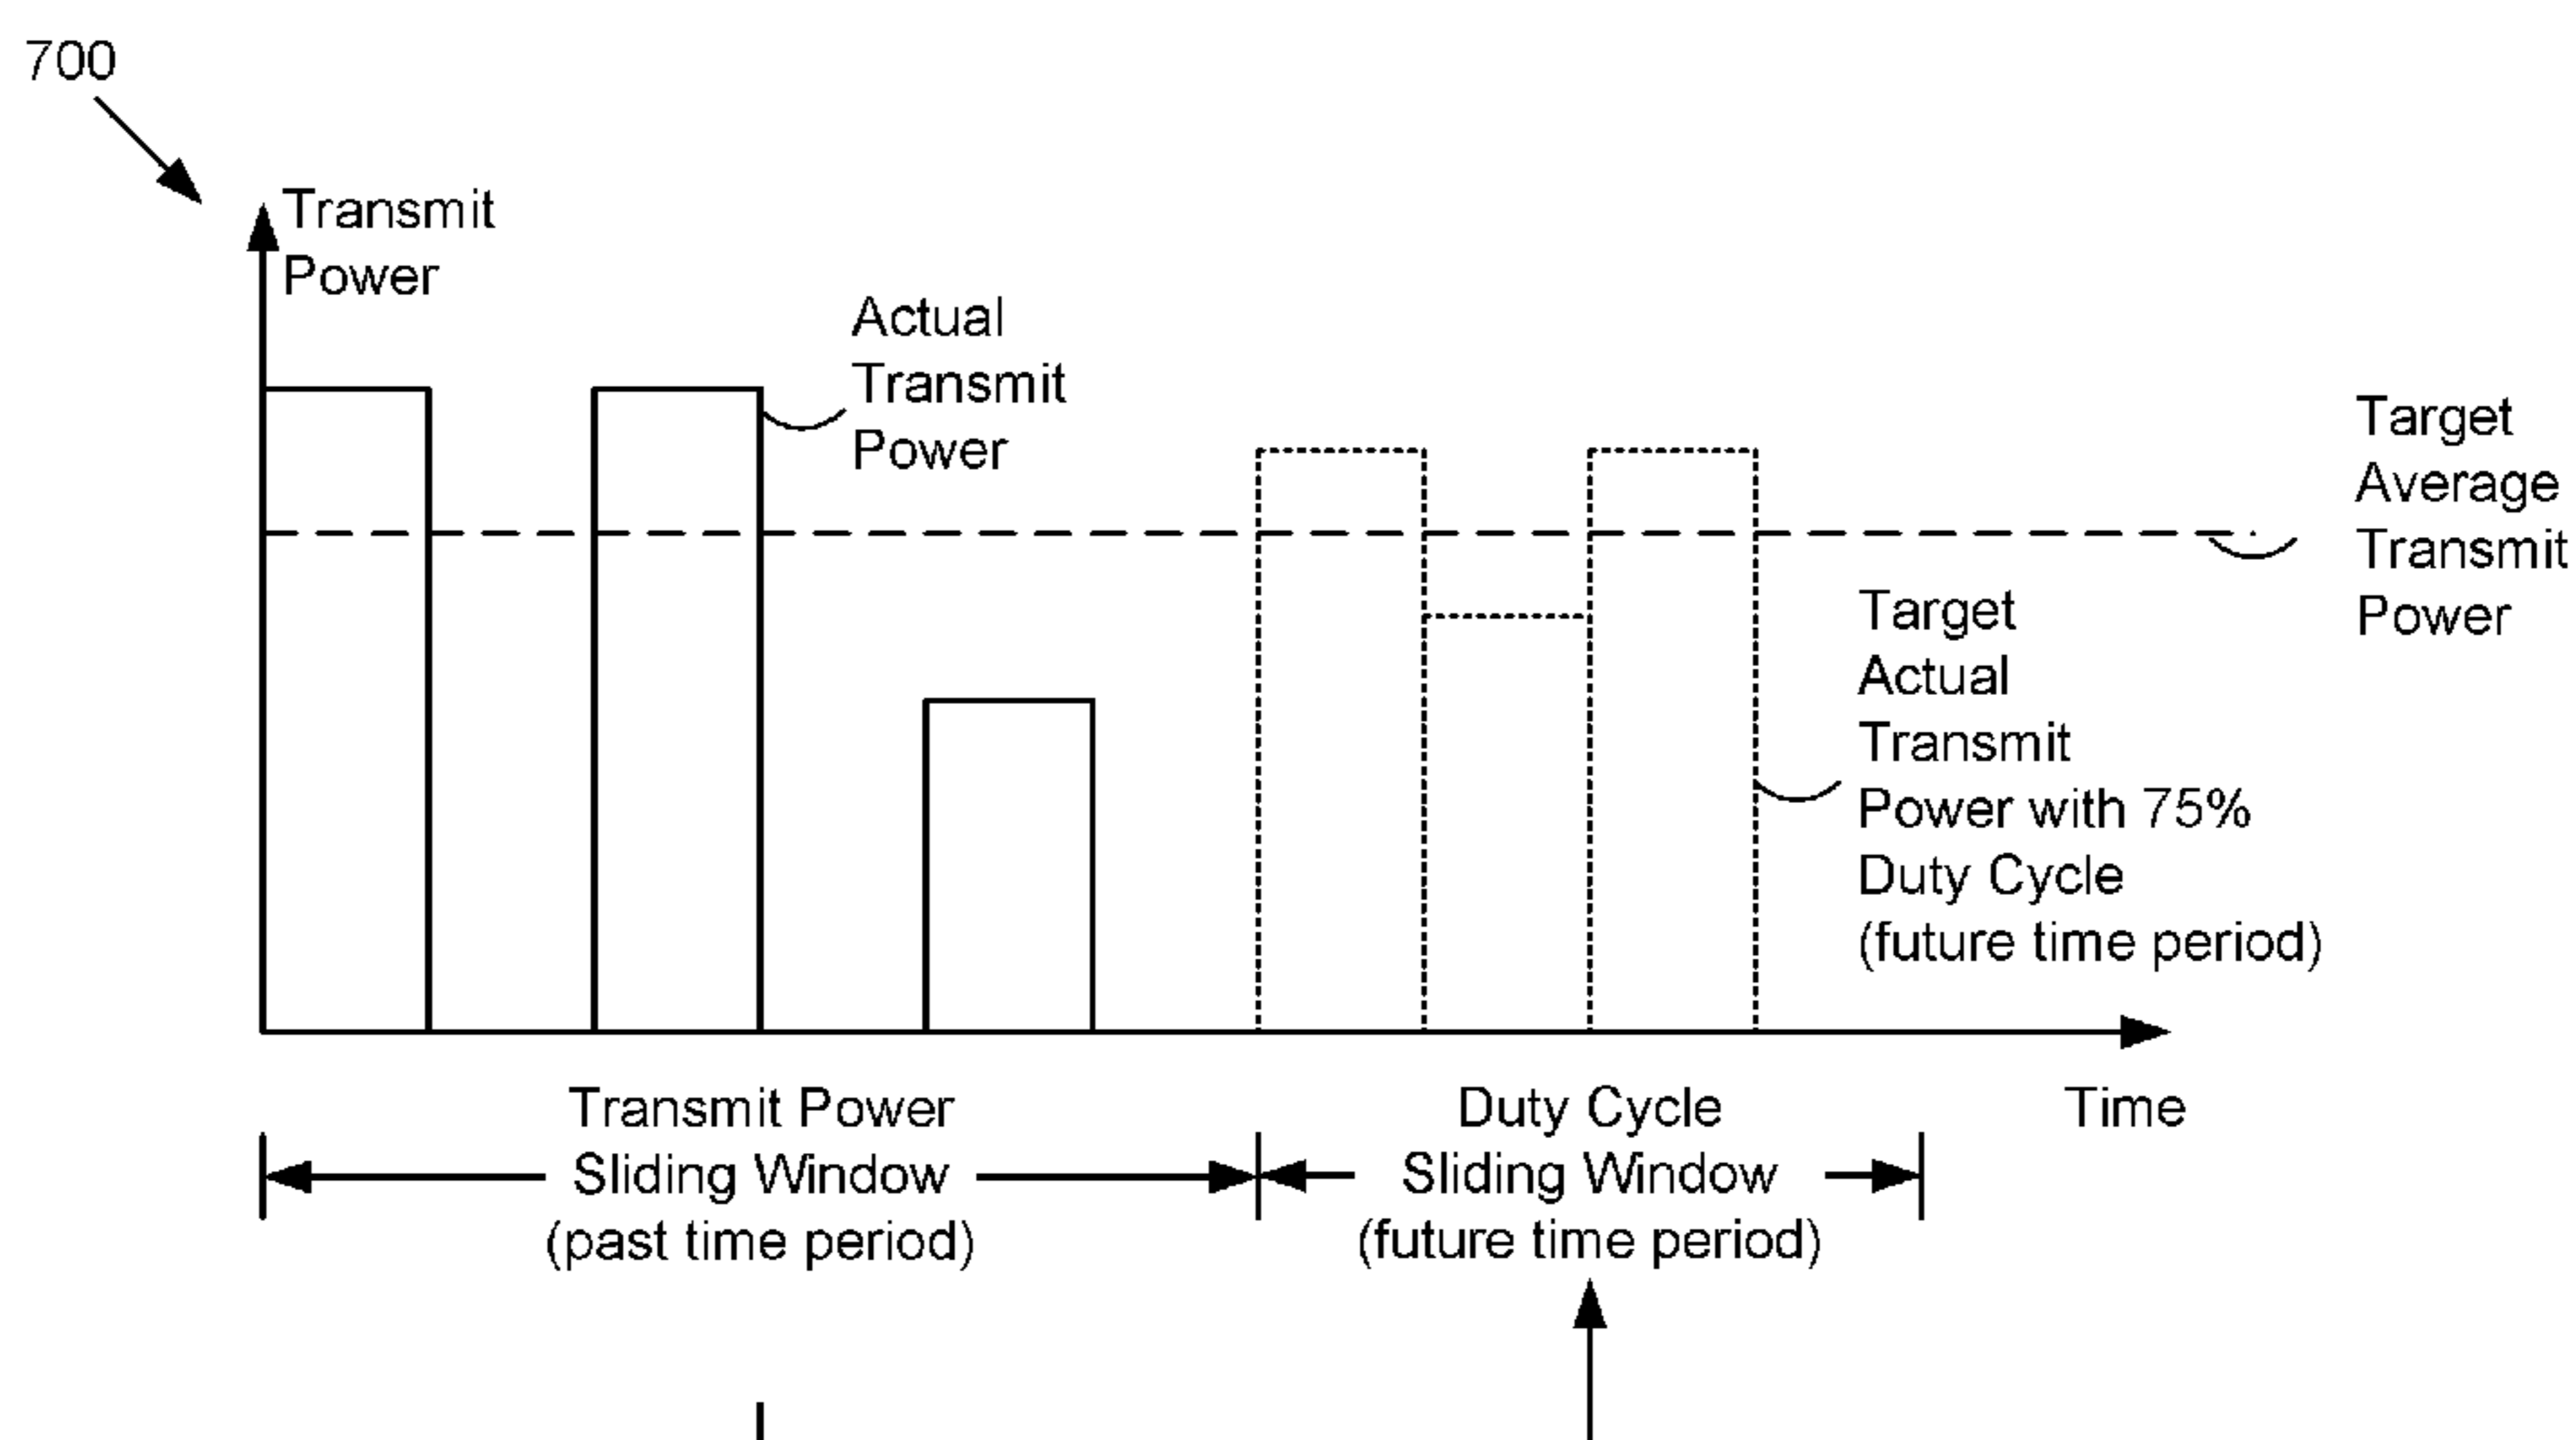 700
Transmit
Power
Actual
Transmit
Power
Target
Average
Transmit
Power
Target
Actual
Transmit
Power with 75%
Duty Cycle
(future time period)
Time
Transmit Power
Sliding Window
(past time period)
Duty Cycle
Sliding Window
(future time period)